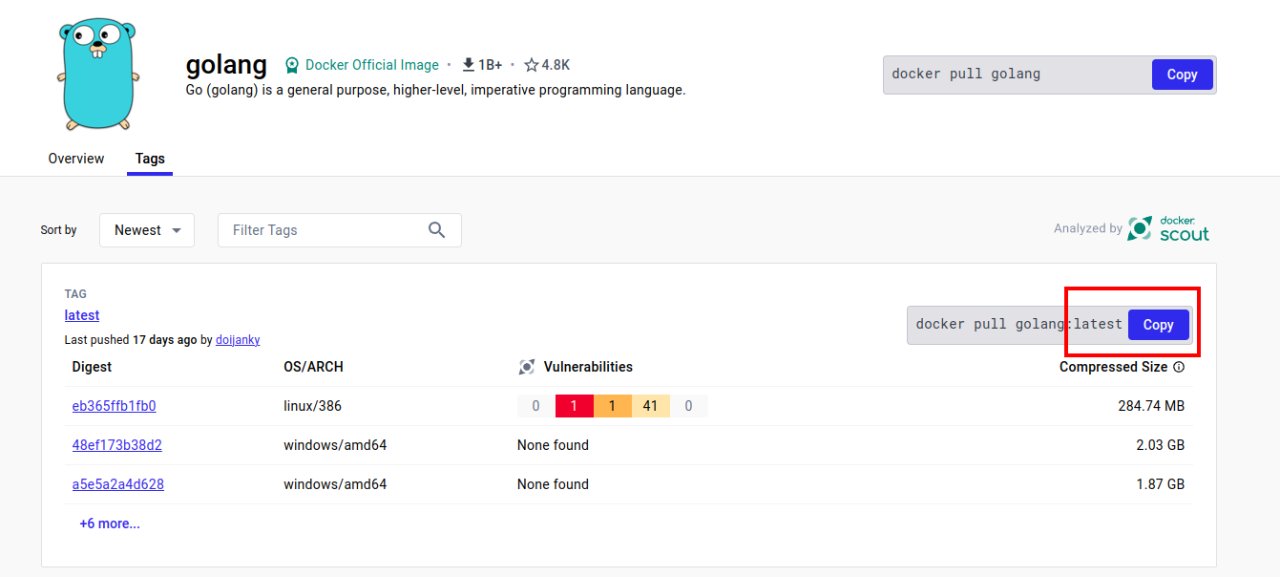 golang Docker Official Image • 1B+ • 4.8K
Go (golang) is a general purpose, higher-level, imperative programming language.
docker pull golang Copy
Overview Tags
Sort by Newest Filter Tags Analyzed by docker scout
TAG
latest
Last pushed 17 days ago by doijanky
docker pull golang:latest Copy
Digest OS/ARCH Vulnerabilities Compressed Size
eb365ffb1fb0 linux/386 0 1 1 41 0 284.74 MB
48ef173b38d2 windows/amd64 None found 2.03 GB
a5e5a2a4d628 windows/amd64 None found 1.87 GB
+6 more...